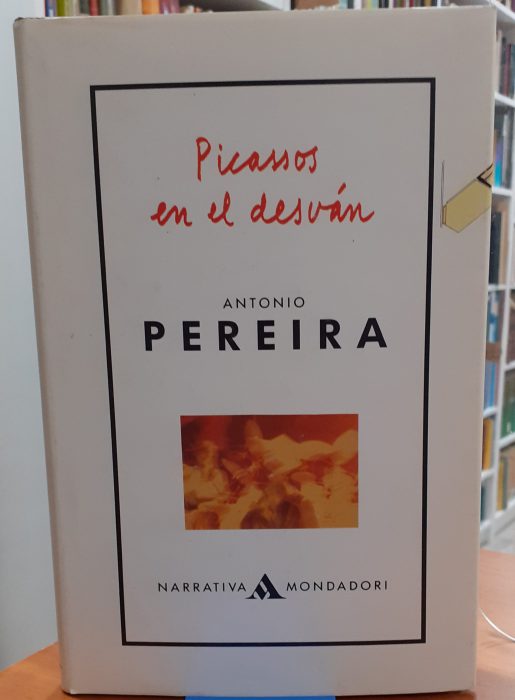 Picassos
en el desván
ANTONIO
PEREIRA
NARRATIVA MONDADORI